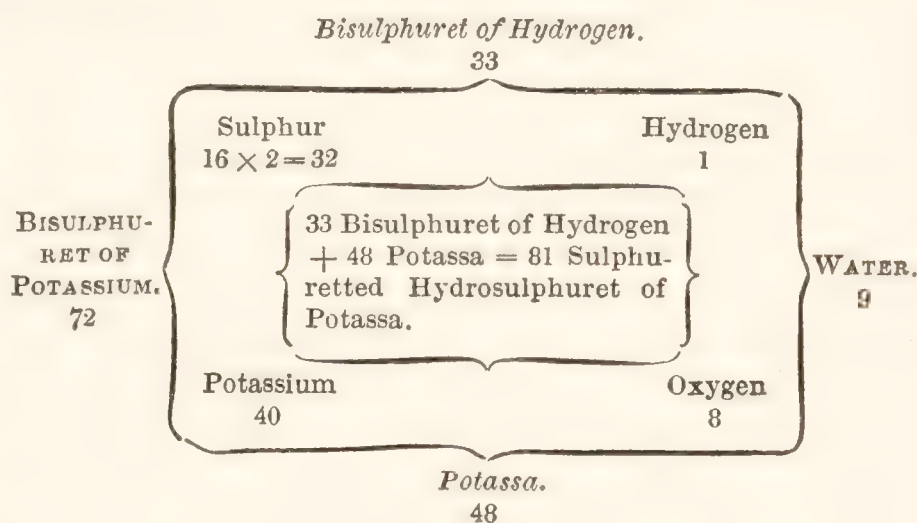 Bisulphuret of Hydrogen.
33
Sulphur
16 × 2 = 32
Hydrogen
1
BISULPHU-
RET OF
POTASSIUM.
72
33 Bisulphuret of Hydrogen
+ 48 Potassa = 81 Sulphu-
retted Hydrosulphuret of
Potassa.
WATER.
9
Potassium
40
Oxygen
8
Potassa.
48